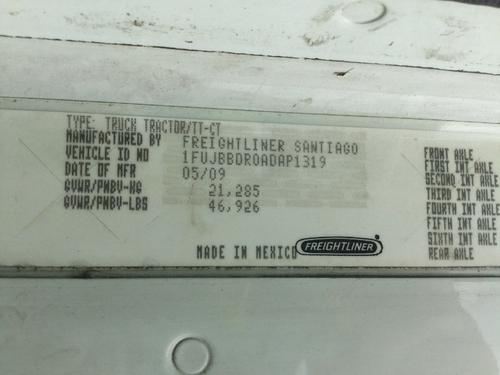 TYPE: TRUCK TRACTOR/TT-CT
MANUFACTURED BY FREIGHTLINER SANTIAGO
VEHICLE ID NO 1FUJBBDR0ADAP1319
DATE OF MFR 05/09
GVWR/PNBV-KG 21,285
GVWR/PNBV-LBS 46,926
MADE IN MEXICO FREIGHTLINER
FRONT AXLE
FIRST INT AXLE
SECOND INT AXLE
THIRD INT AXLE
FOURTH INT AXLE
FIFTH INT AXLE
SIXTH INT AXLE
REAR AXLE